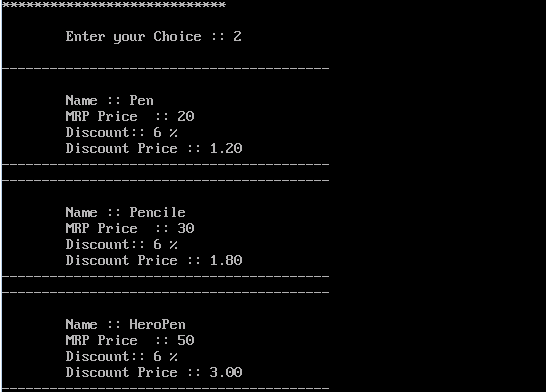 ****************************
Enter your Choice :: 2
-----------------------------------------
Name :: Pen
MRP Price  :: 20
Discount:: 6 %
Discount Price :: 1.20
-----------------------------------------
-----------------------------------------
Name :: Pencile
MRP Price  :: 30
Discount:: 6 %
Discount Price :: 1.80
-----------------------------------------
-----------------------------------------
Name :: HeroPen
MRP Price  :: 50
Discount:: 6 %
Discount Price :: 3.00
-----------------------------------------